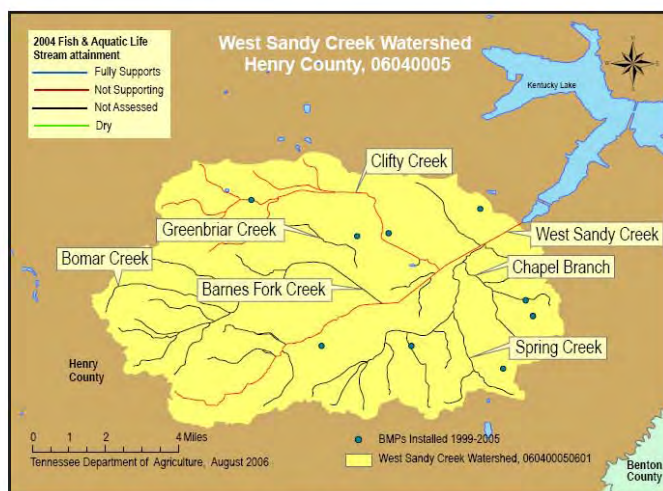 2004 Fish & Aquatic Life
Stream attainment
Fully Supports
Not Supporting
Not Assessed
Dry
West Sandy Creek Watershed
Henry County, 06040005
Kentucky Lake
Clifty Creek
Greenbriar Creek
West Sandy Creek
Bomar Creek
Chapel Branch
Barnes Fork Creek
Spring Creek
Henry
County
0 1 2 4 Miles
BMPs Installed 1999-2005
Tennessee Department of Agriculture, August 2006
West Sandy Creek Watershed, 060400050601
Benton
County